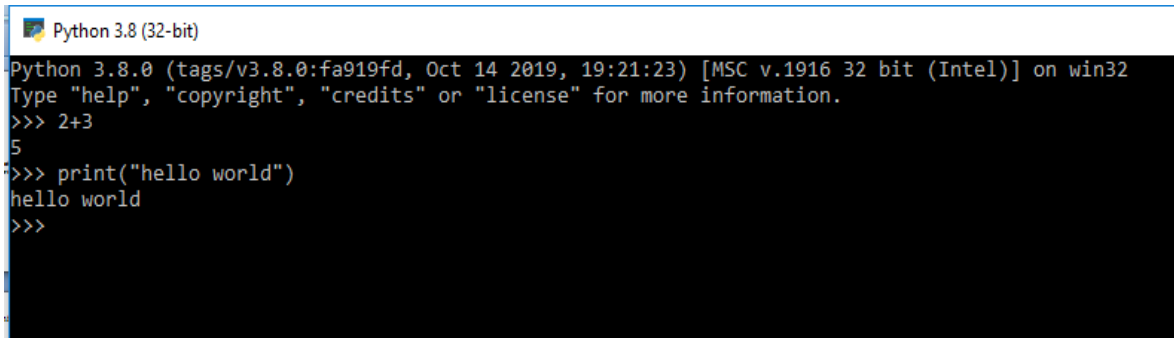 Python 3.8 (32-bit)
Python 3.8.0 (tags/v3.8.0:fa919fd, Oct 14 2019, 19:21:23) [MSC v.1916 32 bit (Intel)] on win32
Type "help", "copyright", "credits" or "license" for more information.
>>> 2+3
5
>>> print("hello world")
hello world
>>>